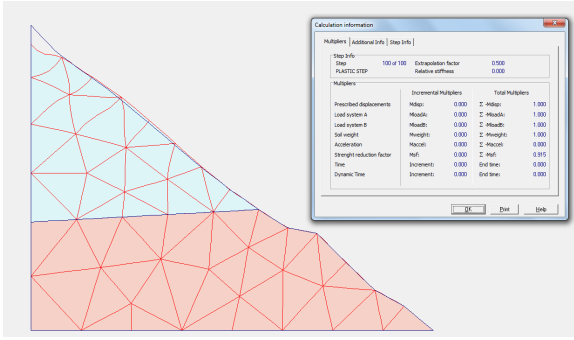 Calculation information
Multipliers Additional Info Step Info
Step Info
Step 100 of 100 Extrapolation factor 0.500
PLASTIC STEP Relative stiffness 0.000
Multipliers
Incremental Multipliers Total Multipliers
Prescribed displacements Mdisp: 0.000 Σ -Mdisp: 1.000
Load system A MloadA: 0.000 Σ -MloadA: 1.000
Load system B MloadB: 0.000 Σ -MloadB: 1.000
Soil weight Mweight: 0.000 Σ -Mweight: 1.000
Acceleration Maccel: 0.000 Σ -Maccel: 0.000
Strenght reduction factor Msf: 0.000 Σ -Msf: 0.915
Time Increment: 0.000 End time: 0.000
Dynamic Time Increment: 0.000 End time: 0.000
OK Print Help